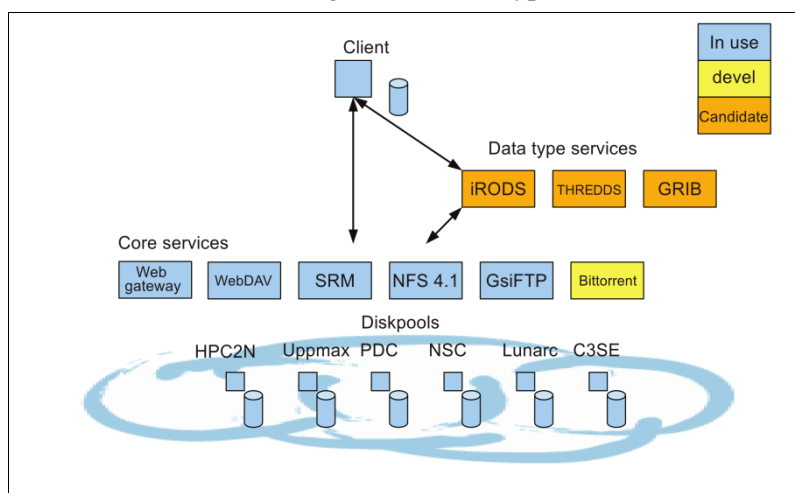 Client
In use
devel
Candidate
Data type services
iRODS
THREDDS
GRIB
Core services
Web
gateway
WebDAV
SRM
NFS 4.1
GsiFTP
Bittorrent
Diskpools
HPC2N
Uppmax
PDC
NSC
Lunarc
C3SE